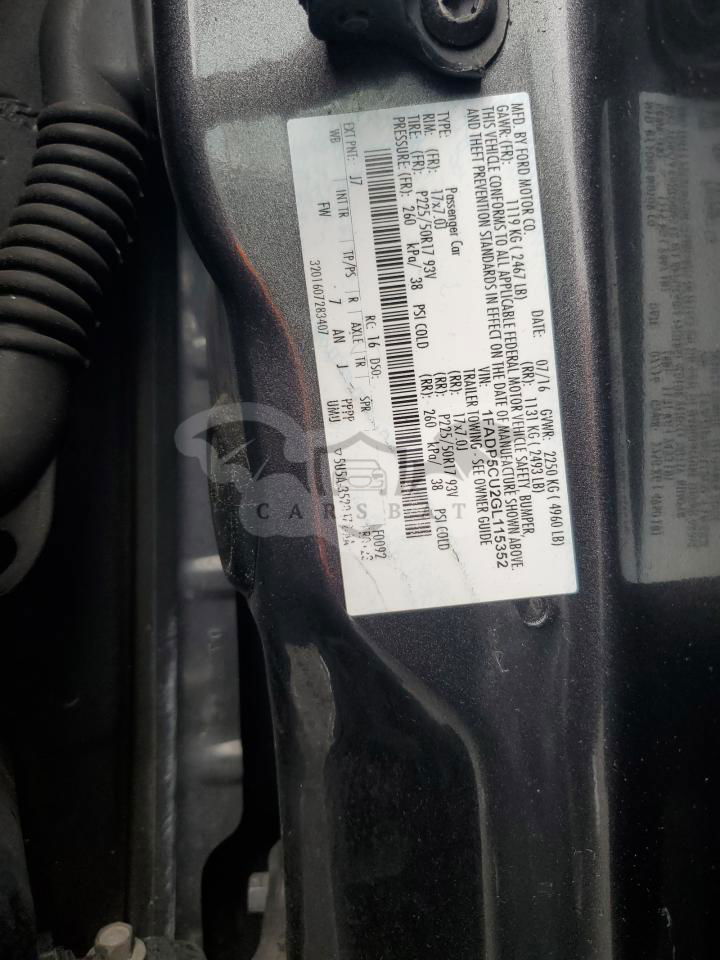 MFD. BY FORD MOTOR CO.
DATE: 07/16 GVWR: 2250 KG ( 4960 LB)
GAWR: (FR): 1119 KG ( 2467 LB) (RR): 1131 KG ( 2493 LB)
THIS VEHICLE CONFORMS TO ALL APPLICABLE FEDERAL MOTOR VEHICLE SAFETY, BUMPER,
AND THEFT PREVENTION STANDARDS IN EFFECT ON THE DATE OF MANUFACTURE SHOWN ABOVE.
VIN: 1FADP5CU2GL115352
TYPE: Passenger Car TRAILER TOWING - SEE OWNER GUIDE
RIM: (FR): 17x7.0J (RR): 17x7.0J
TIRE: (FR): P225/50R17 93V (RR): P225/50R17 93V
PRESSURE: (FR): 260 kPa/ 38 PSI COLD (RR): 260 kPa/ 38 PSI COLD
RC: 16 DSO: F0092
EXT PNT: J7
INT TR TP/PS R AXLE TR SPR PPPP
WB FW 7 AN J UMU
3201607283407
CARSBAT